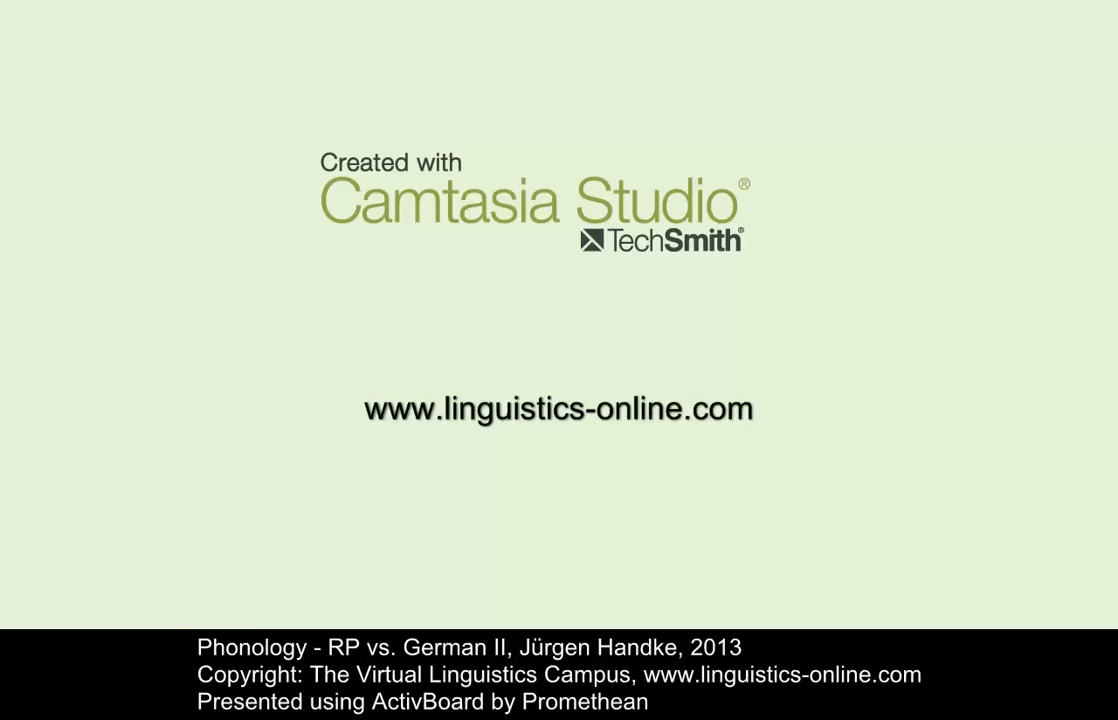 Created with
Camtasia Studio®
TechSmith®
www.linguistics-online.com
Phonology - RP vs. German II, Jürgen Handke, 2013
Copyright: The Virtual Linguistics Campus, www.linguistics-online.com
Presented using ActivBoard by Promethean